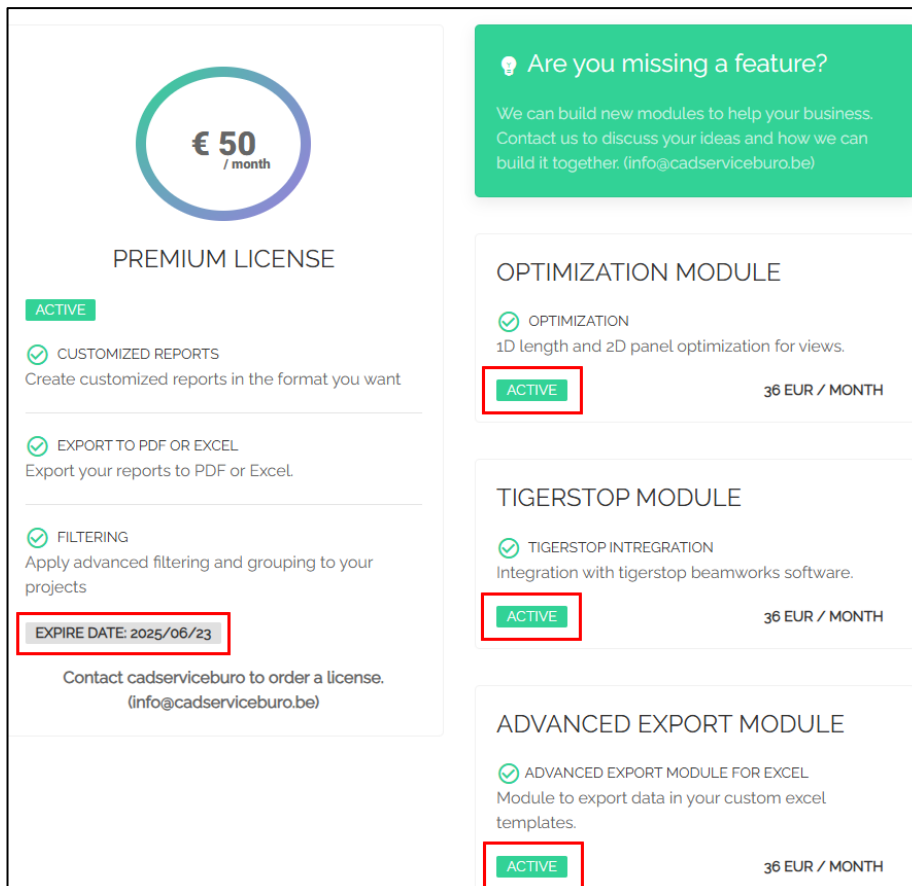 € 50
/ month
PREMIUM LICENSE
ACTIVE
CUSTOMIZED REPORTS
Create customized reports in the format you want
EXPORT TO PDF OR EXCEL
Export your reports to PDF or Excel.
FILTERING
Apply advanced filtering and grouping to your
projects
EXPIRE DATE: 2025/06/23
Contact cadserviceburo to order a license.
(info@cadserviceburo.be)
Are you missing a feature?
We can build new modules to help your business.
Contact us to discuss your ideas and how we can
build it together. (info@cadserviceburo.be)
OPTIMIZATION MODULE
OPTIMIZATION
1D length and 2D panel optimization for views.
ACTIVE 36 EUR / MONTH
TIGERSTOP MODULE
TIGERSTOP INTREGRATION
Integration with tigerstop beamworks software.
ACTIVE 36 EUR / MONTH
ADVANCED EXPORT MODULE
ADVANCED EXPORT MODULE FOR EXCEL
Module to export data in your custom excel
templates.
ACTIVE 36 EUR / MONTH